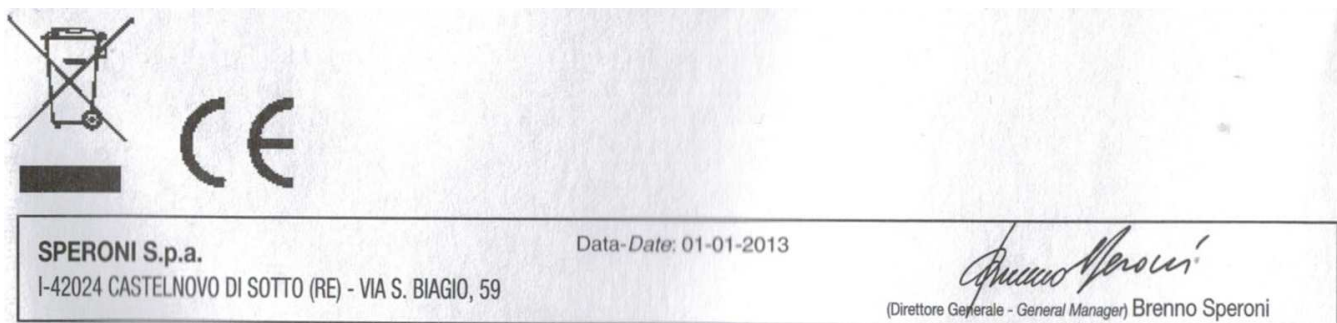 CE
SPERONI S.p.a.
I-42024 CASTELNOVO DI SOTTO (RE) - VIA S. BIAGIO, 59
Data-Date: 01-01-2013
(Direttore Generale - General Manager) Brenno Speroni